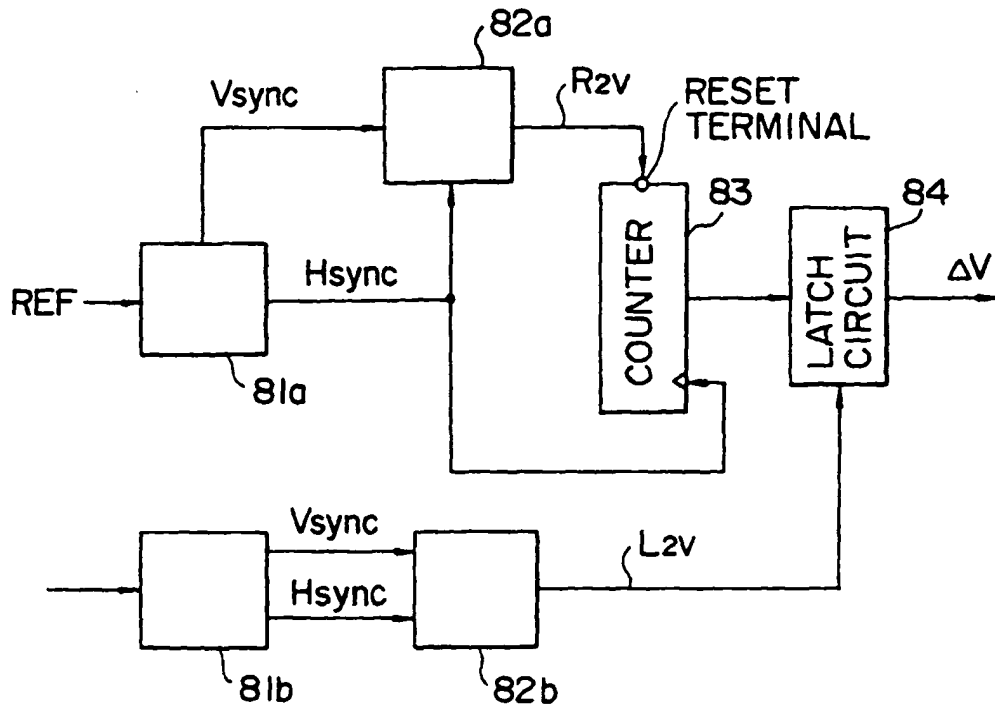 82a
Vsync
R2V
RESET
TERMINAL
83
84
COUNTER
LATCH
CIRCUIT
ΔV
REF
Hsync
81a
Vsync
Hsync
L2V
81b
82b